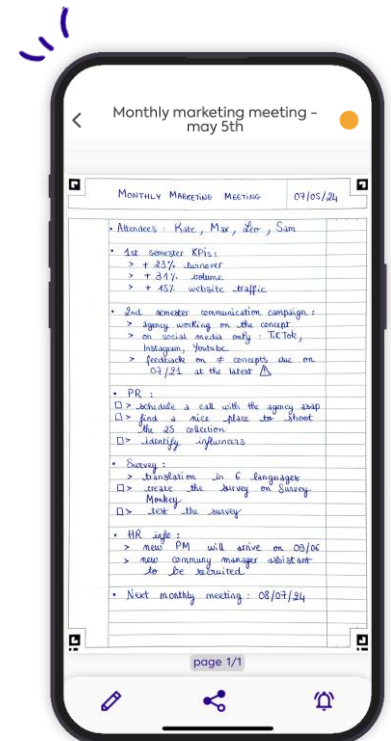 Monthly marketing meeting -
may 5th
MONTHLY MARKETING MEETING 07/05/24
• Attendees : Kate, Max, Leo, Sam
• 1st semester KPIs :
> + 23% turnover
> + 31% volume
> + 45% website traffic
• 2nd semester communication campaign :
> agency working on the concept
> on social media only : TikTok,
Instagram, Youtube
> feedback on ≠ concepts due on
07/21 at the latest ⚠
• PR :
☐ > schedule a call with the agency asap
☐ > find a nice place to shoot
the 25 collection
☐ > identify influencers
• Survey :
> translation in 6 languages
☐ > create the survey on Survey
Monkey
☐ > test the survey
• HR info :
> new PM will arrive on 09/06
> new community manager assistant
to be recruited
• Next monthly meeting : 08/07/24
page 1/1